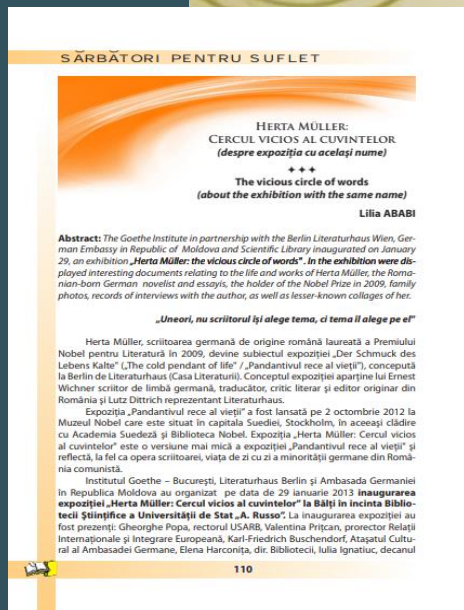 SĂRBĂTORI PENTRU SUFLET
HERTA MÜLLER:
CERCUL VICIOS AL CUVINTELOR
(despre expoziția cu același nume)
✦✦✦
The vicious circle of words
(about the exhibition with the same name)
Lilia ABABI
Abstract: The Goethe Institute in partnership with the Berlin Literaturhaus Wien, Ger-
man Embassy in Republic of Moldova and Scientific Library inaugurated on January
29, an exhibition „Herta Müller: the vicious circle of words". In the exhibition were dis-
played interesting documents relating to the life and works of Herta Müller, the Roma-
nian-born German novelist and essayis, the holder of the Nobel Prize in 2009, family
photos, records of interviews with the author, as well as lesser-known collages of her.
„Uneori, nu scriitorul își alege tema, ci tema îl alege pe el"
Herta Müller, scriitoarea germană de origine română laureată a Premiului
Nobel pentru Literatură în 2009, devine subiectul expoziției „Der Schmuck des
Lebens Kalte" („The cold pendant of life" / „Pandantivul rece al vieții"), concepută
la Berlin de Literaturhaus (Casa Literaturii). Conceptul expoziției aparține lui Ernest
Wichner scriitor de limbă germană, traducător, critic literar și editor originar din
România și Lutz Dittrich reprezentant Literaturhaus.
Expoziția „Pandantivul rece al vieții" a fost lansată pe 2 octombrie 2012 la
Muzeul Nobel care este situat în capitala Suediei, Stockholm, în aceeași clădire
cu Academia Suedeză și Biblioteca Nobel. Expoziția „Herta Müller: Cercul vicios
al cuvintelor" este o versiune mai mică a expoziției „Pandantivul rece al vieții" și
reflectă, la fel ca opera scriitoarei, viața de zi cu zi a minorității germane din Româ-
nia comunistă.
Institutul Goethe – București, Literaturhaus Berlin și Ambasada Germaniei
în Republica Moldova au organizat pe data de 29 ianuarie 2013 inaugurarea
expoziției „Herta Müller: Cercul vicios al cuvintelor" la Bălți în incinta Biblio-
tecii Științifice a Universității de Stat „A. Russo". La inaugurarea expoziției au
fost prezenți: Gheorghe Popa, rectorul USARB, Valentina Prițcan, prorector Relații
Internaționale și Integrare Europeană, Karl-Friedrich Buschendorf, Atașatul Cultu-
ral al Ambasadei Germane, Elena Harconița, dir. Bibliotecii, Iulia Ignatiuc, decanul
110